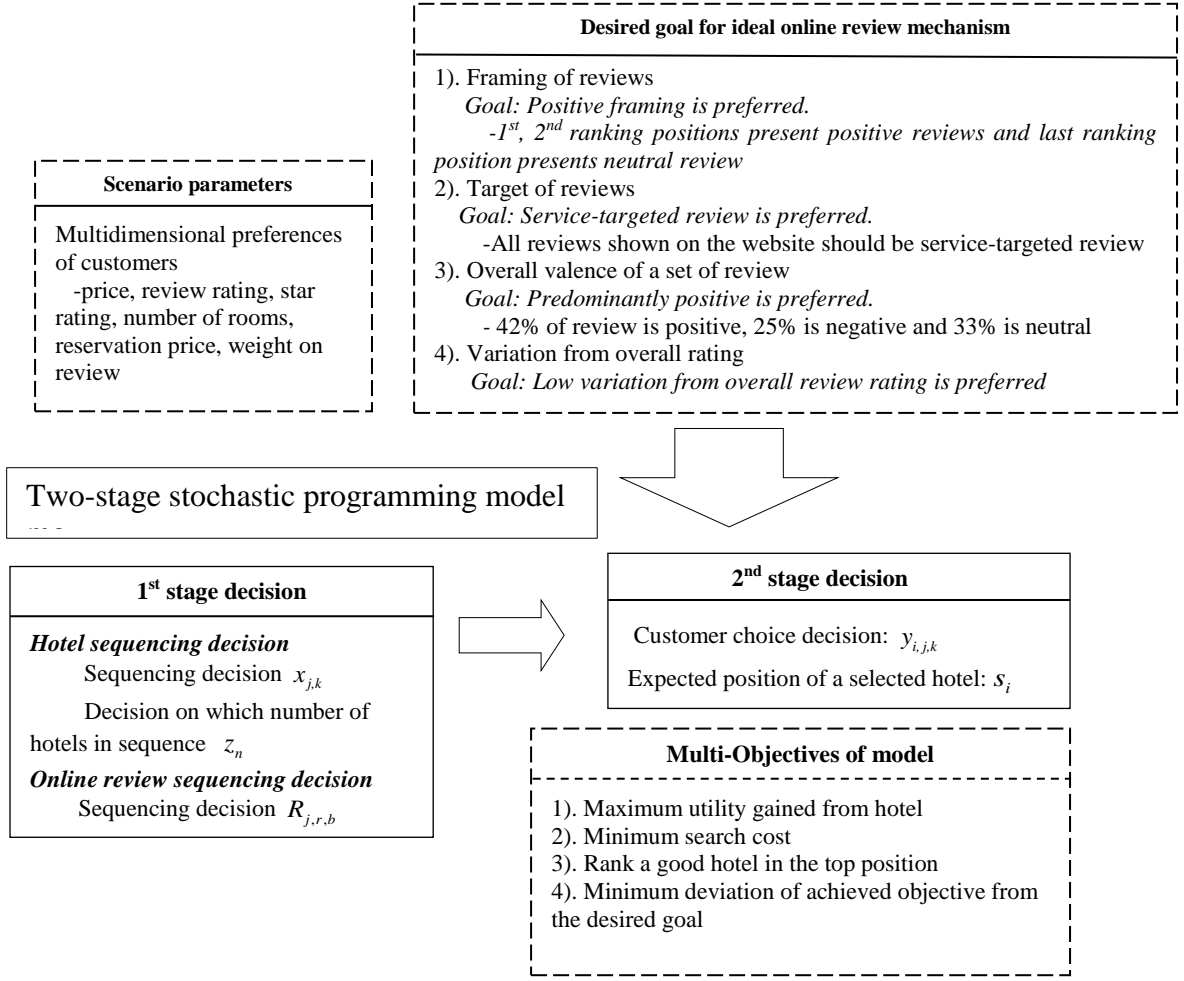 Desired goal for ideal online review mechanism
1). Framing of reviews
Goal: Positive framing is preferred.
-1st, 2nd ranking positions present positive reviews and last ranking
position presents neutral review
2). Target of reviews
Goal: Service-targeted review is preferred.
-All reviews shown on the website should be service-targeted review
3). Overall valence of a set of review
Goal: Predominantly positive is preferred.
- 42% of review is positive, 25% is negative and 33% is neutral
4). Variation from overall rating
Goal: Low variation from overall review rating is preferred
Scenario parameters
Multidimensional preferences
of customers
-price, review rating, star
rating, number of rooms,
reservation price, weight on
review
Two-stage stochastic programming model
1st stage decision
Hotel sequencing decision
Sequencing decision x_{j,k}
Decision on which number of
hotels in sequence z_n
Online review sequencing decision
Sequencing decision R_{j,r,b}
2nd stage decision
Customer choice decision: y_{i,j,k}
Expected position of a selected hotel: s_i
Multi-Objectives of model
1). Maximum utility gained from hotel
2). Minimum search cost
3). Rank a good hotel in the top position
4). Minimum deviation of achieved objective from
the desired goal